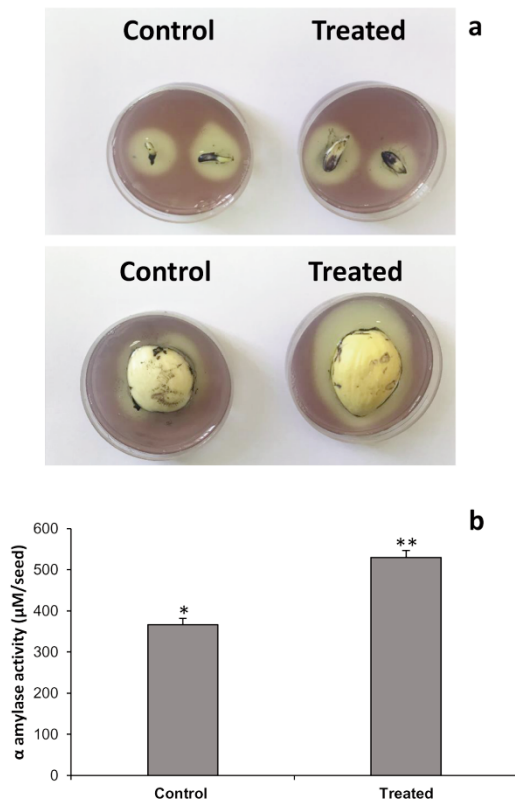 Control Treated a
Control Treated
b
α amylase activity (µM/seed)
600
500
400
300
200
100
0
*
**
Control Treated